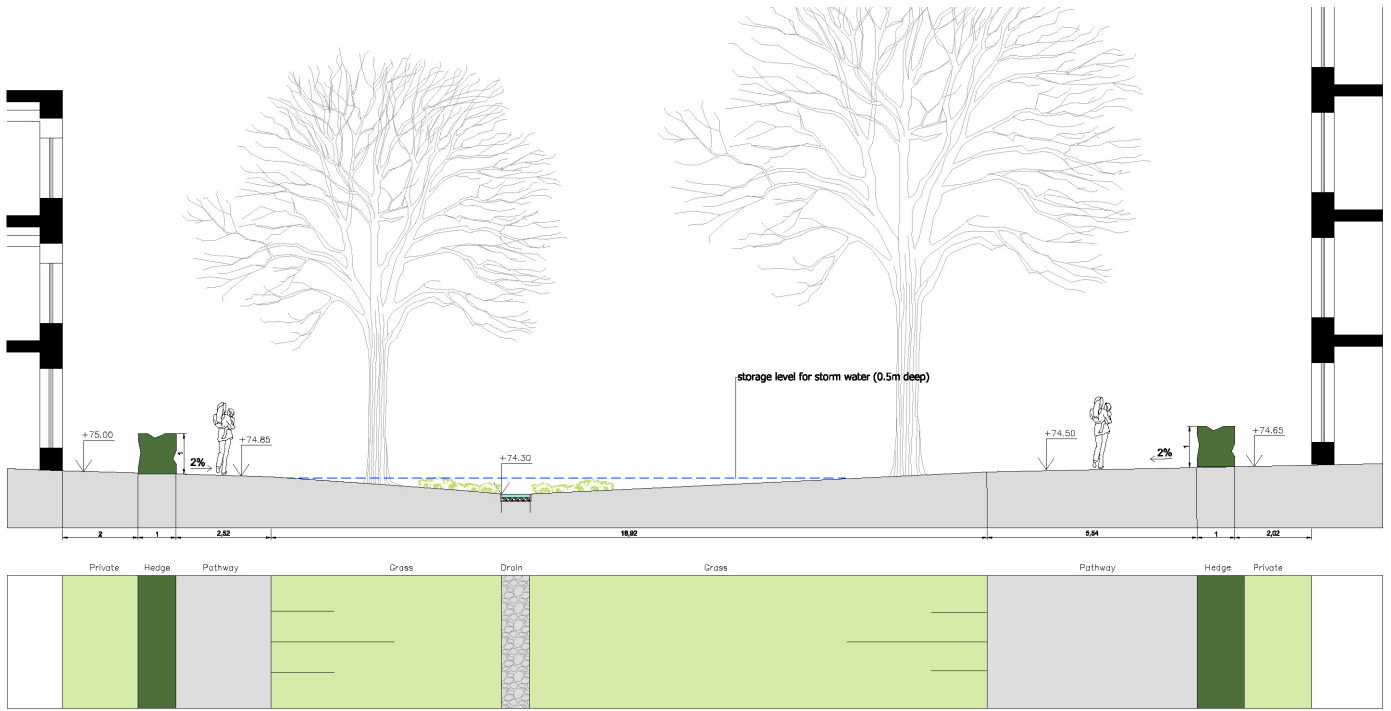 storage level for storm water (0.5m deep)
+75.00
1
2%
+74.85
+74.30
+74.50
2%
1
+74.65
2
1
2,52
18,92
5,54
1
2,02
Private
Hedge
Pathway
Grass
Drain
Grass
Pathway
Hedge
Private